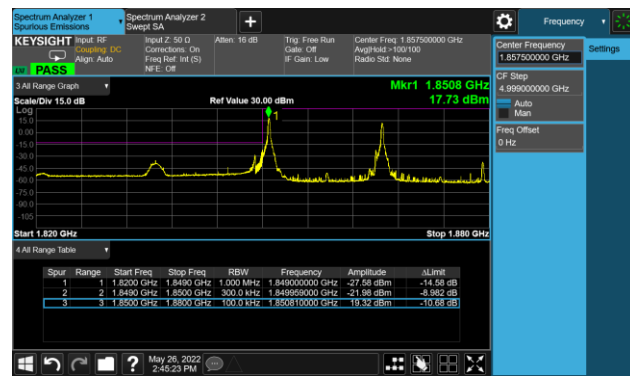 Spectrum Analyzer 1
Spurious Emissions
Spectrum Analyzer 2
Swept SA
Frequency
KEYSIGHT
Input: RF
Coupling: DC
Align: Auto
Input Z: 50 Ω
Corrections: On
Freq Ref: Int (S)
NFE: Off
Atten: 16 dB
Trig: Free Run
Gate: Off
IF Gain: Low
Center Freq: 1.857500000 GHz
Avg|Hold:>100/100
Radio Std: None
PASS
Center Frequency
1.857500000 GHz
Settings
CF Step
4.999000000 GHz
Auto
Man
Freq Offset
0 Hz
3.All Range Graph
Mkr1 1.8508 GHz
Scale/Div 15.0 dB
Ref Value 30.00 dBm
17.73 dBm
Log
15.0
0.00
-15.0
-30.0
-45.0
-60.0
-75.0
-90.0
-105
1
Start 1.820 GHz
Stop 1.880 GHz
4.All Range Table
Spur Range Start Freq Stop Freq RBW Frequency Amplitude ΔLimit
1 1 1.8200 GHz 1.8490 GHz 1.000 MHz 1.849000000 GHz -27.58 dBm -14.58 dB
2 2 1.8490 GHz 1.8500 GHz 300.0 kHz 1.849959000 GHz -21.98 dBm -8.982 dB
3 3 1.8500 GHz 1.8800 GHz 100.0 kHz 1.850810000 GHz 19.32 dBm -10.68 dB
May 26, 2022
2:45:23 PM